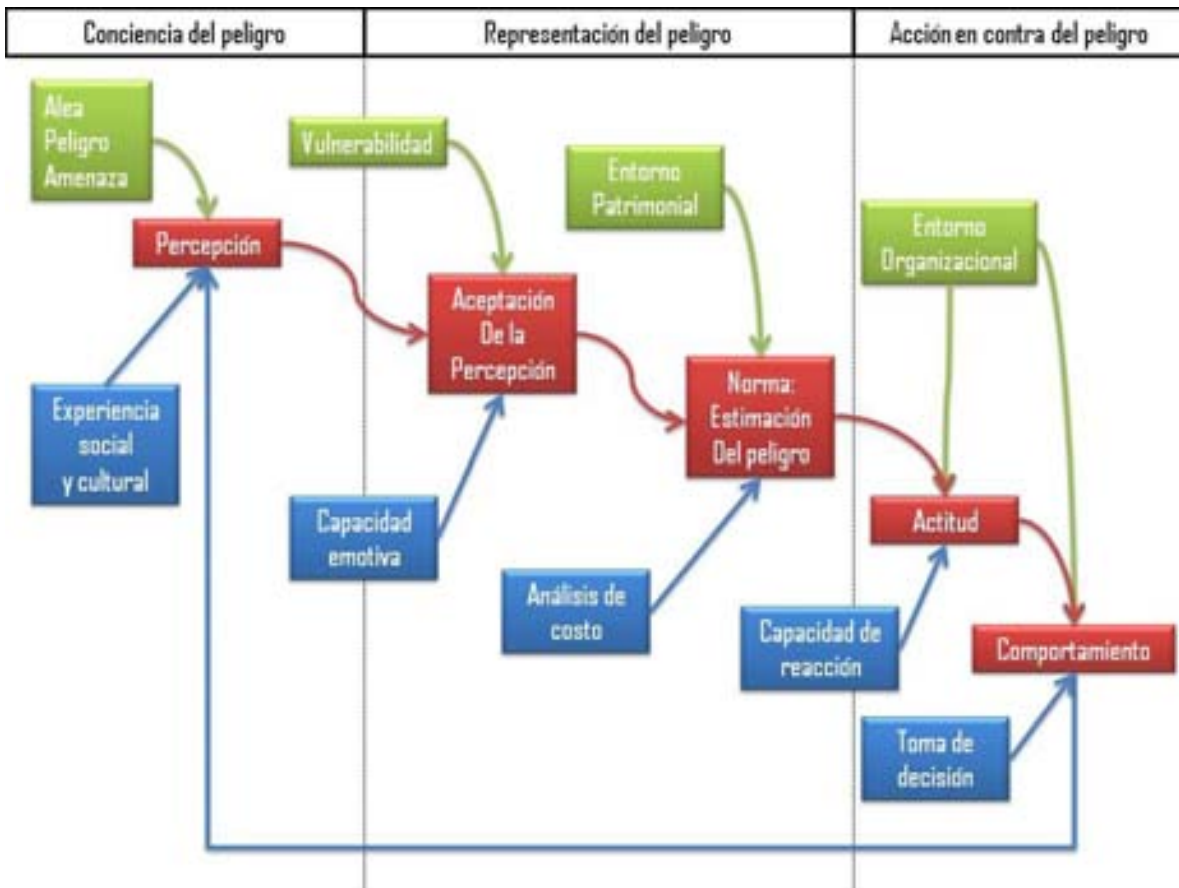 Conciencia del peligro
Representación del peligro
Acción en contra del peligro
Alea
Peligro
Amenaza
Vulnerabilidad
Entorno
Patrimonial
Entorno
Organizacional
Percepción
Aceptación
De la
Percepción
Norma:
Estimación
Del peligro
Actitud
Comportamiento
Experiencia
social
y cultural
Capacidad
emotiva
Análisis de
costo
Capacidad de
reacción
Toma de
decisión